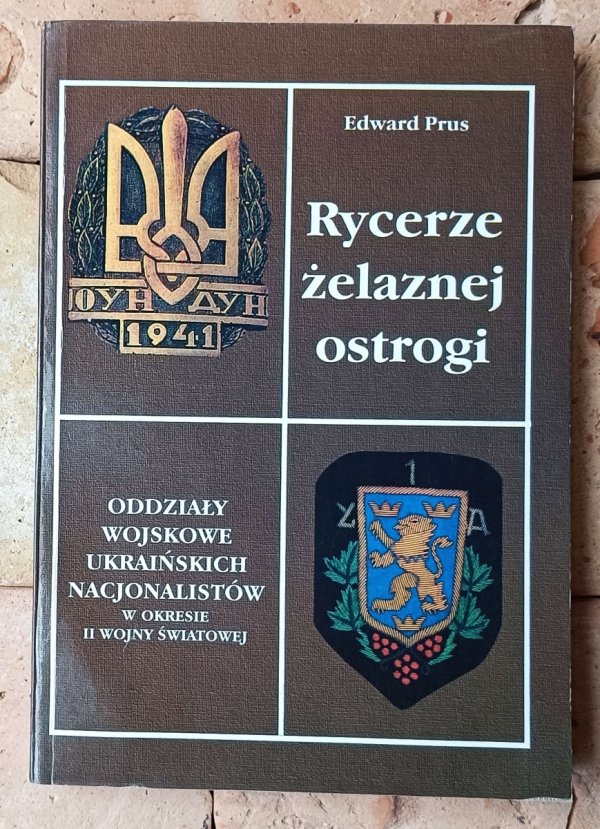 Edward Prus
Rycerze
żelaznej
ostrogi
ОУН ДУН
1941
ODDZIAŁY
WOJSKOWE
UKRAIŃSKICH
NACJONALISTÓW
W OKRESIE
II WOJNY ŚWIATOWEJ
1
У Д